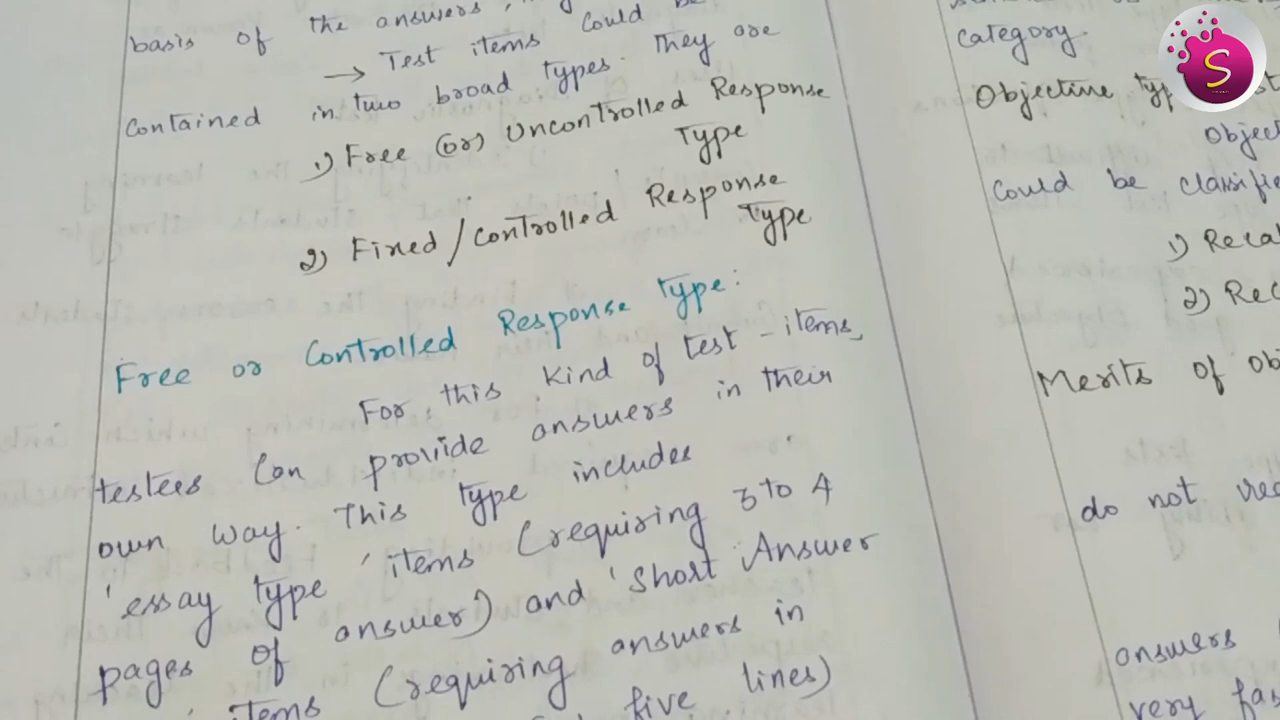 basis of the answers,
→ Test items could be
contained in two broad types. They are
1) Free (or) Uncontrolled Response
Type
2) Fixed / controlled Response
Type
Free or Controlled Response Type:
For this kind of test-items,
testees can provide answers in their
own way. This type includes
'essay type' items (requiring 3 to 4
pages of answer) and 'Short Answer
items (requiring answers in
five lines)
category.
Objective
Object
could be classifie
1) Reca
2) Rec
Merits of Ob
do not
answers
very fas
S